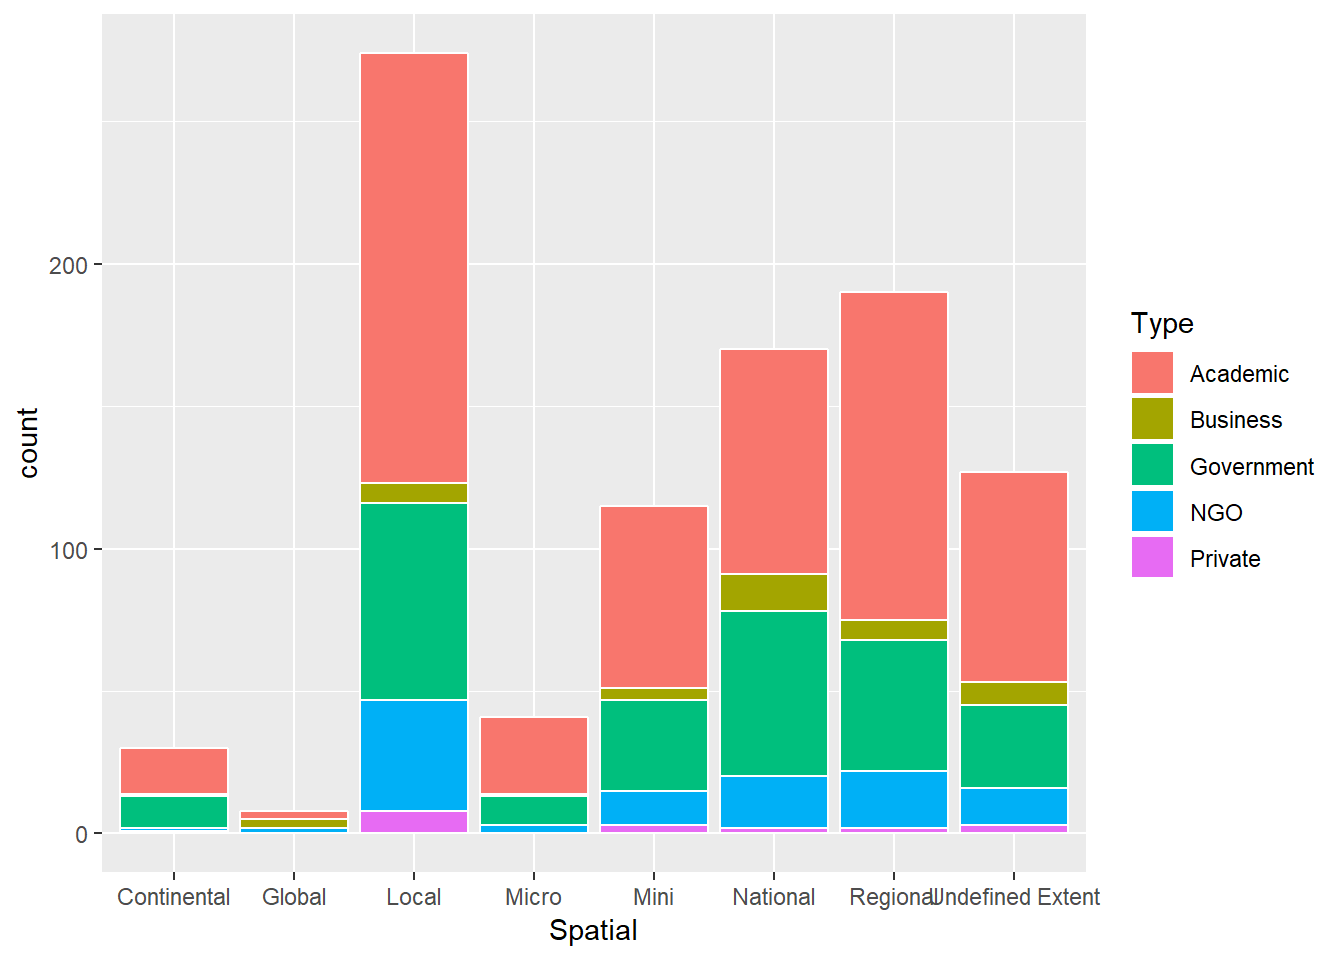 200
100
0
count
Continental
Global
Local
Micro
Mini
National
Regional
Undefined Extent
Spatial
Type
Academic
Business
Government
NGO
Private